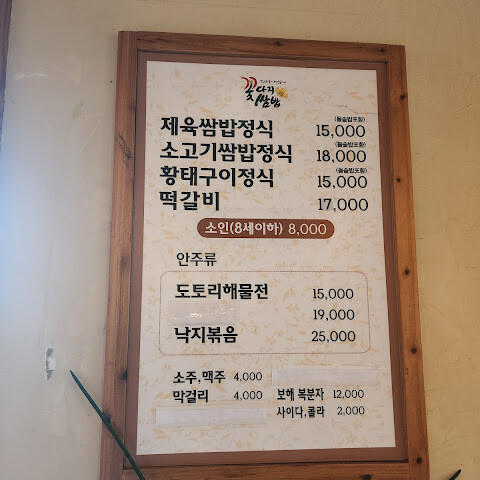 꽃다지
쌈밥
(돌솥밥포함)
제육쌈밥정식 15,000
(돌솥밥포함)
소고기쌈밥정식 18,000
(돌솥밥포함)
황태구이정식 15,000
떡갈비 17,000
소인(8세이하) 8,000
안주류
도토리해물전 15,000
19,000
낙지볶음 25,000
소주,맥주 4,000
막걸리 4,000 보해 복분자 12,000
사이다,콜라 2,000